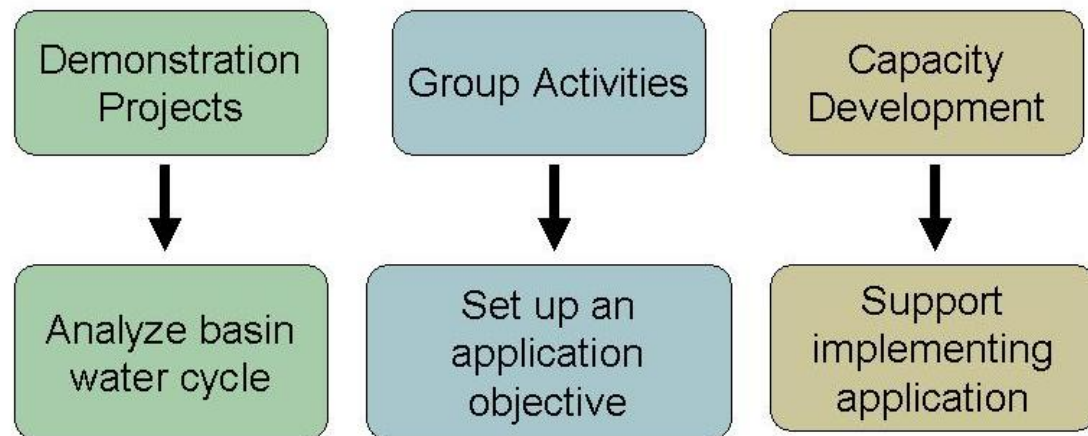 Demonstration
Projects
Group Activities
Capacity
Development
Analyze basin
water cycle
Set up an
application
objective
Support
implementing
application